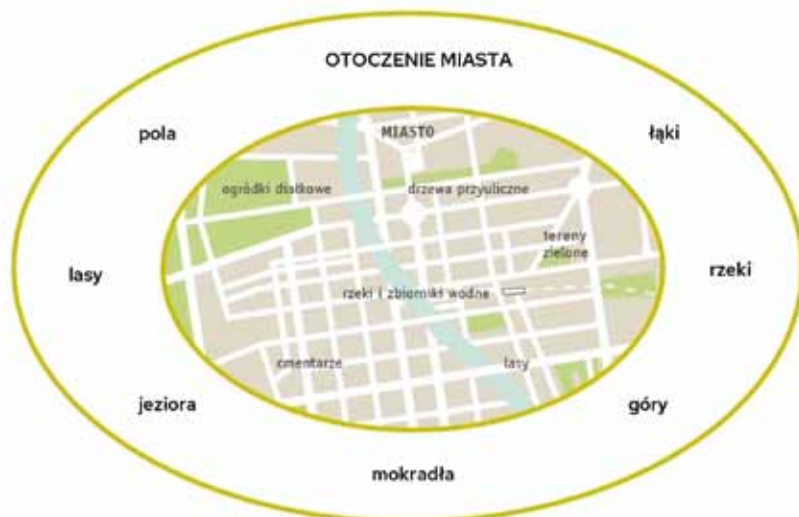 OTOCZENIE MIASTA
pola
łąki
MIASTO
ogródki działkowe
drzewa przyuliczne
tereny
zielone
lasy
rzeki
rzeki i zbiorniki wodne
cmentarze
lasy
jeziora
góry
mokradła